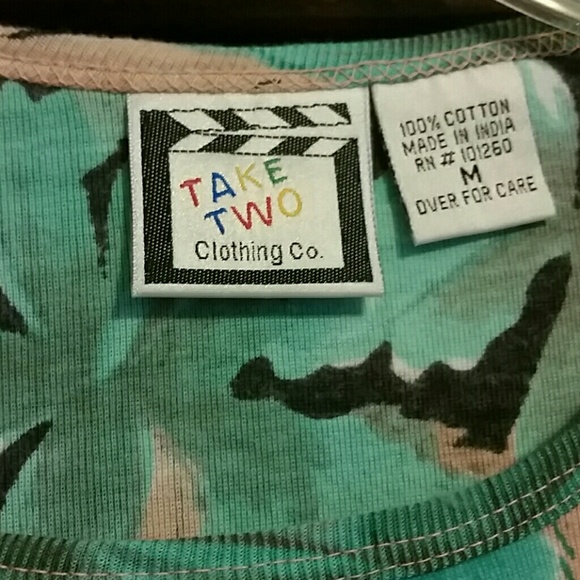 TAKE
TWO
Clothing Co.
100% COTTON
MADE IN INDIA
RN # 101260
M
OVER FOR CARE